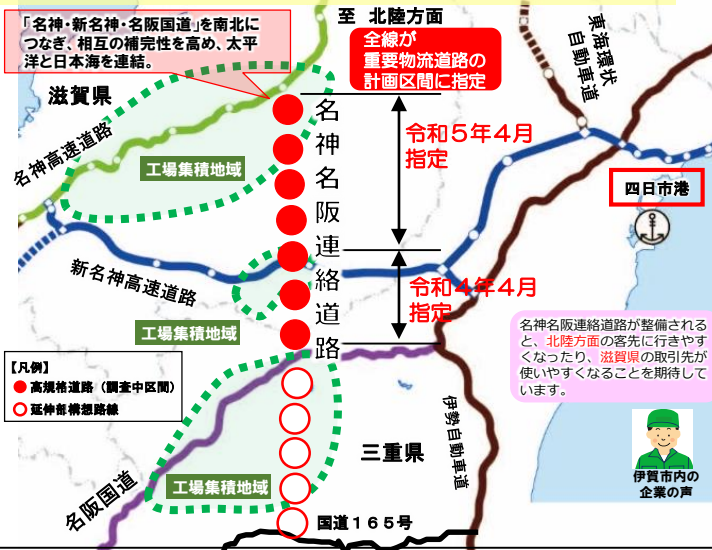 「名神・新名神・名阪国道」を南北に
つなぎ、相互の補完性を高め、太平
洋と日本海を連結。
至 北陸方面
全線が
重要物流道路の
計画区間に指定
東海環状
自動車道
滋賀県
名神高速道路
工場集積地域
名神名阪連絡道路
令和5年4月
指定
四日市港
新名神高速道路
令和4年4月
指定
工場集積地域
名神名阪連絡道路が整備される
と、北陸方面の客先に行きやす
くなったり、滋賀県の取引先が
使いやすくなることを期待して
います。
【凡例】
高規格道路（調査中区間）
延伸部構想路線
伊勢自動車道
三重県
名阪国道
工場集積地域
伊賀市内の
企業の声
国道165号